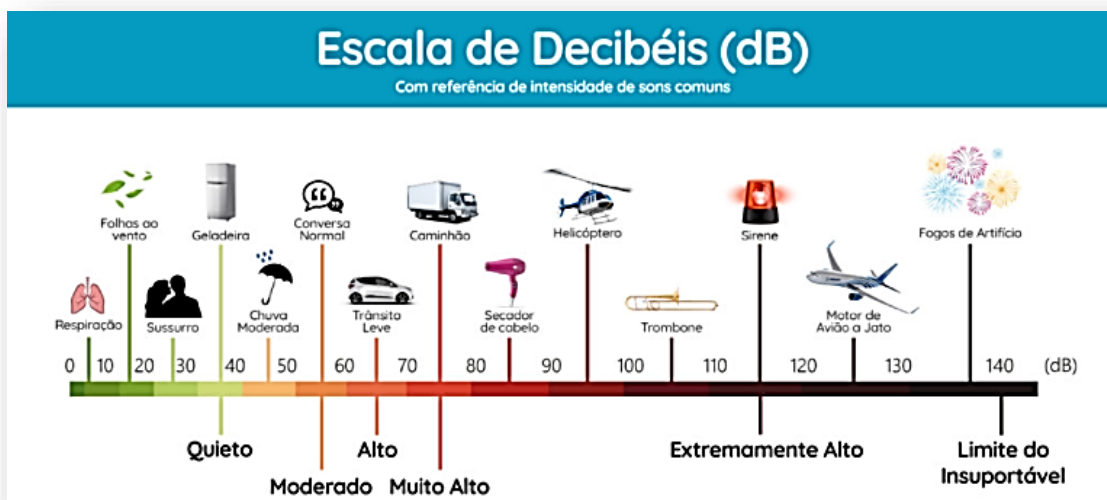 Escala de Decibéis (dB)
Com referência de intensidade de sons comuns
Folhas ao
vento
Geladeira
Conversa
Normal
Caminhão
Helicóptero
Sirene
Fogos de Artifício
Respiração
Sussurro
Chuva
Moderada
Trânsito
Leve
Secador
de cabelo
Trombone
Motor de
Avião a Jato
0 10 20 30 40 50 60 70 80 90 100 110 120 130 140 (dB)
Quieto
Alto
Extremamente Alto
Limite do
Insuportável
Moderado
Muito Alto